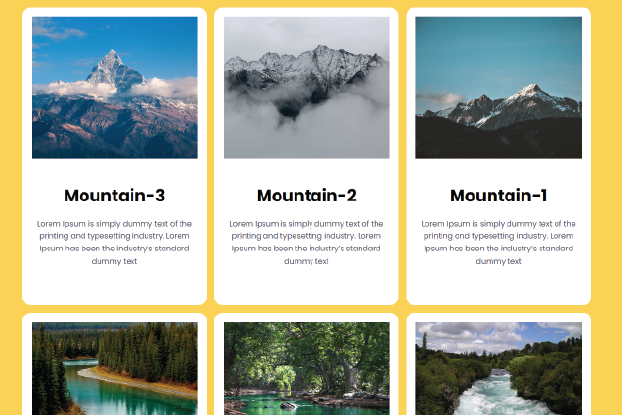 Mountain-3
Lorem Ipsum is simply dummy text of the
printing and typesetting industry. Lorem
Ipsum has been the industry's standard
dummy text
Mountain-2
Lorem Ipsum is simply dummy text of the
printing and typesetting industry. Lorem
Ipsum has been the industry's standard
dummy text
Mountain-1
Lorem Ipsum is simply dummy text of the
printing and typesetting industry. Lorem
Ipsum has been the industry's standard
dummy text